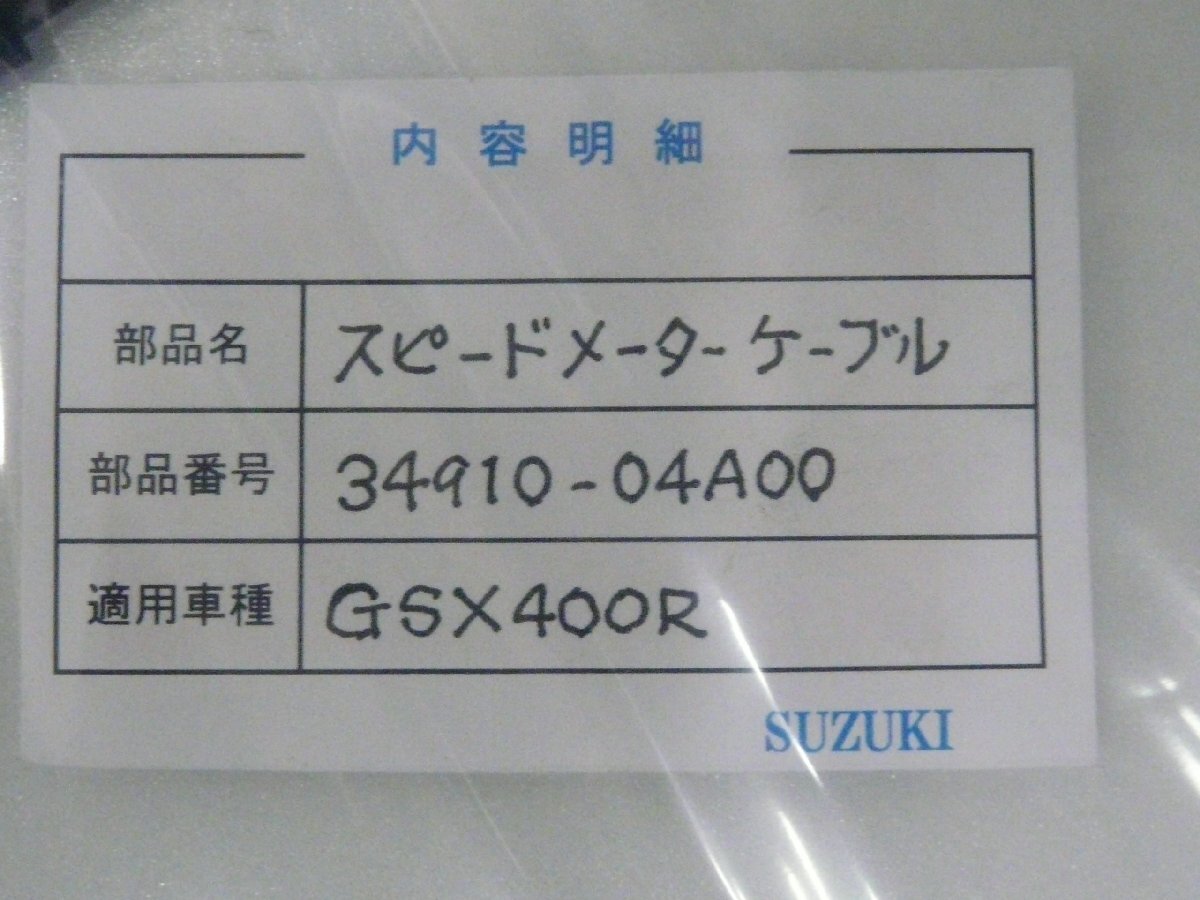 内容明細
部品名 スピードメーターケーブル
部品番号 34910-04A00
適用車種 GSX400R
SUZUKI